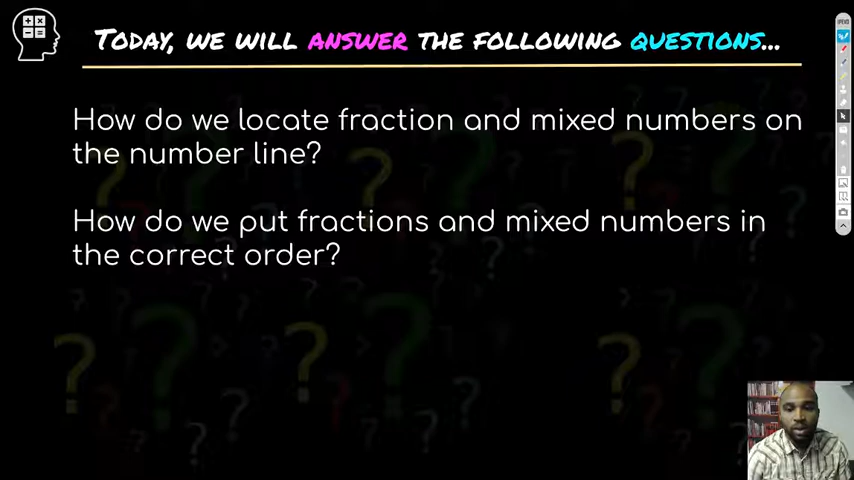 TODAY, WE WILL ANSWER THE FOLLOWING QUESTIONS...
How do we locate fraction and mixed numbers on
the number line?
How do we put fractions and mixed numbers in
the correct order?